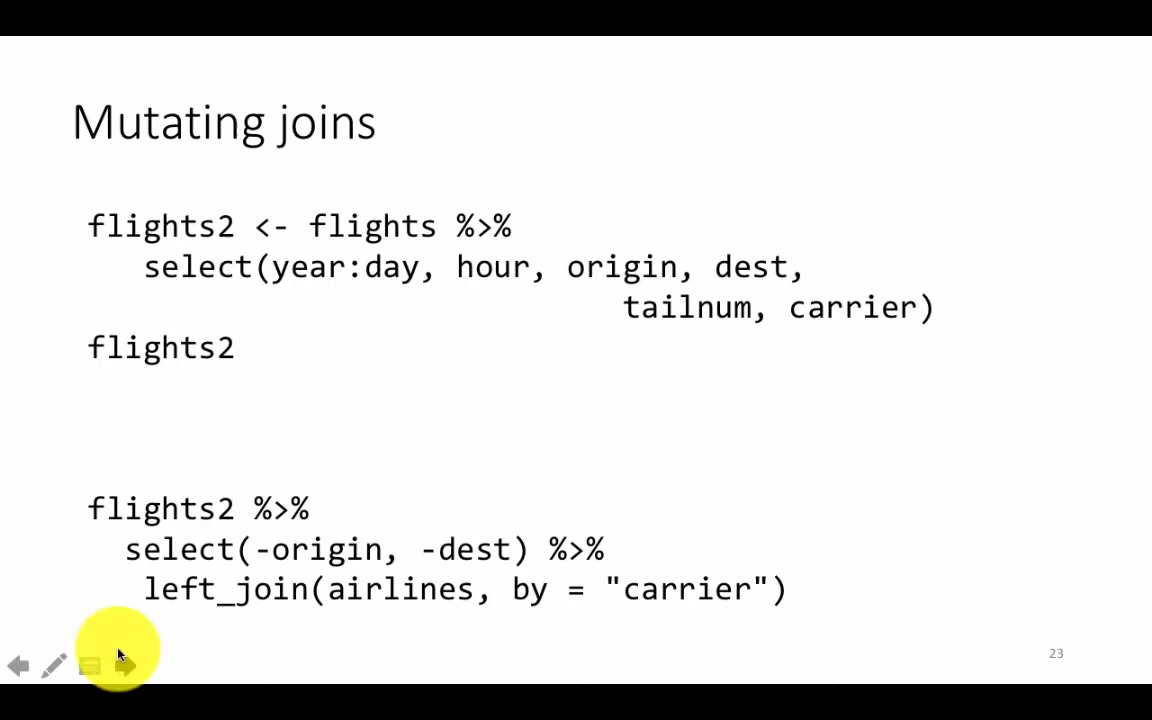 Mutating joins
flights2 <- flights %>%
select(year:day, hour, origin, dest,
tailnum, carrier)
flights2
flights2 %>%
select(-origin, -dest) %>%
left_join(airlines, by = "carrier")
23